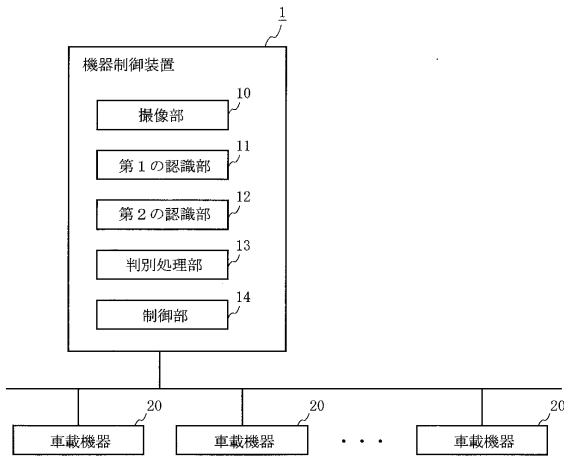 1
機器制御装置
10
撮像部
11
第1の認識部
12
第2の認識部
13
判別処理部
14
制御部
20 20 20
車載機器 車載機器 ・・・ 車載機器